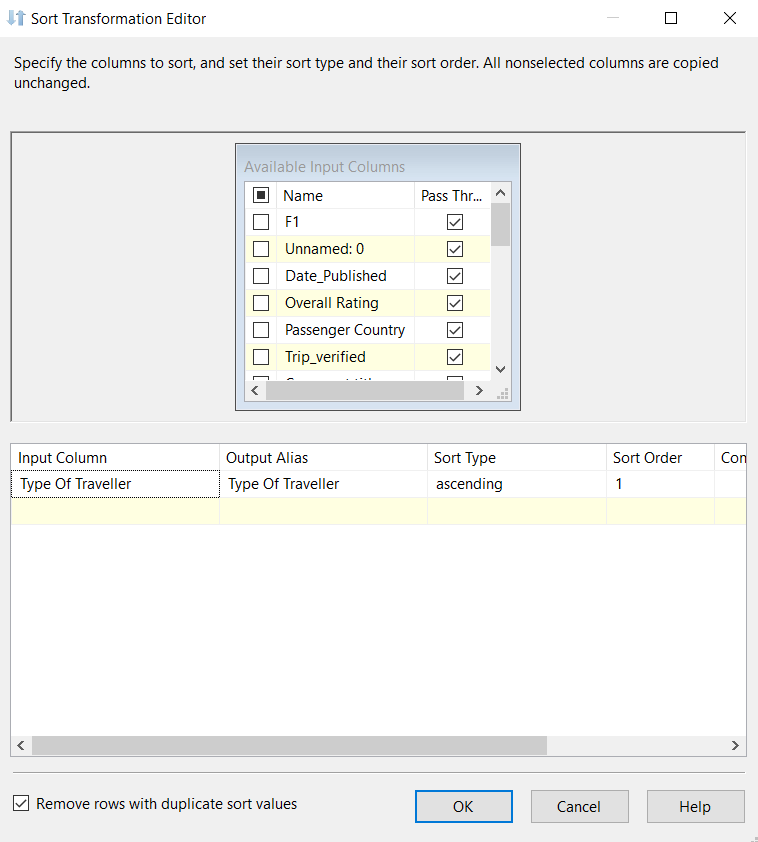 Sort Transformation Editor
Specify the columns to sort, and set their sort type and their sort order. All nonselected columns are copied
unchanged.
Available Input Columns
Name Pass Thr...
F1
Unnamed: 0
Date_Published
Overall Rating
Passenger Country
Trip_verified
Input Column Output Alias Sort Type Sort Order Com
Type Of Traveller Type Of Traveller ascending 1
Remove rows with duplicate sort values
OK Cancel Help